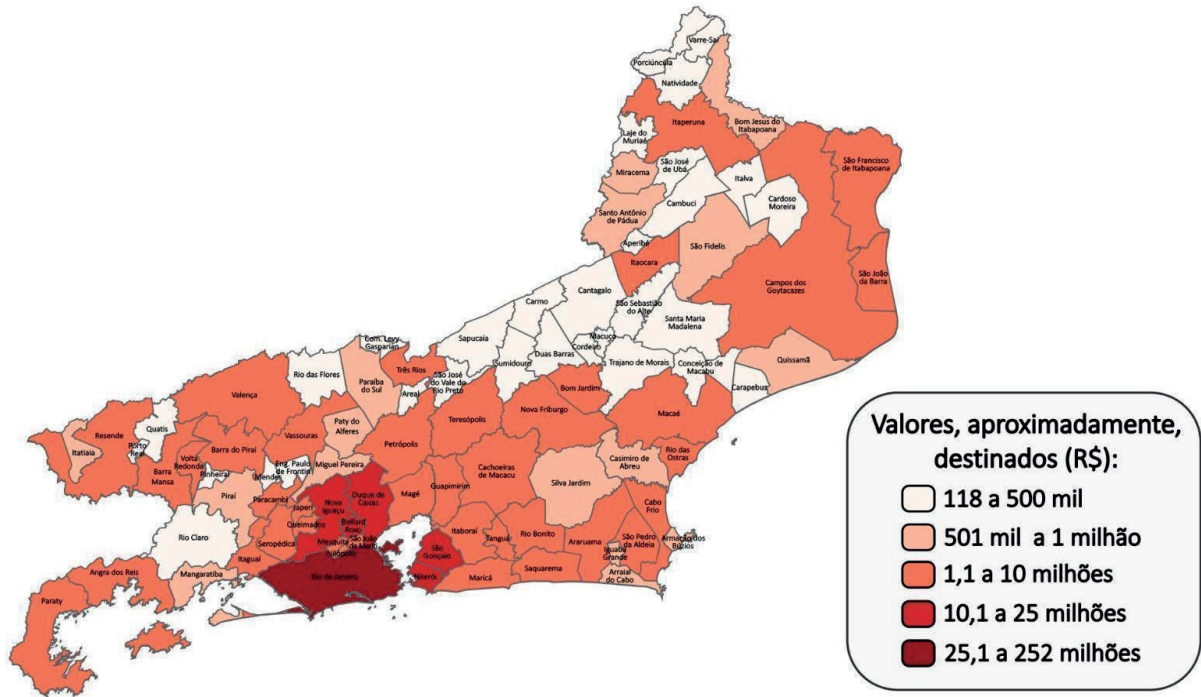 Varre-Sai
Porciúncula
Natividade
Itaperuna
Bom Jesus do
Itabapoana
Laje do
Muriaé
São José
de Ubá
Italva
São Francisco
de Itabapoana
Miracema
Cambuci
Cardoso
Moreira
Santo Antônio
de Pádua
Aperibé
São Fidelis
Itaocara
São João
da Barra
Campos dos
Goytacazes
Cantagalo
Carmo
São Sebastião
do Alto
Santa Maria
Madalena
Macuco
Cordeiro
Sapucaia
Duas Barras
Sumidouro
Trajano de Morais
Conceição de
Macabu
Quissamã
Carapebus
Com. Levy
Gasparian
Três Rios
Rio das Flores
Paraíba
do Sul
Areal
São José
do Vale do
Rio Preto
Bom Jardim
Valença
Nova Friburgo
Macaé
Teresópolis
Quatis
Paty do
Alferes
Vassouras
Resende
Itatiaia
Porto
Real
Volta
Redonda
Barra do Piraí
Petrópolis
Rio das
Ostras
Casimiro de
Abreu
Cachoeiras
de Macacu
Eng. Paulo
de Frontin
Miguel Pereira
Barra
Mansa
Pinheiral
Mendes
Silva Jardim
Guapimirim
Magé
Piraí
Paracambi
Japeri
Nova
Iguaçu
Duque de
Caxias
Cabo
Frio
Queimados
Belford
Roxo
Itaboraí
Tanguá
Rio Bonito
Araruama
São Pedro
da Aldeia
Armação dos
Búzios
Rio Claro
Seropédica
Mesquita
São João
de Meriti
Nilópolis
São
Gonçalo
Iguaba
Grande
Itaguaí
Saquarema
Arraial
do Cabo
Mangaratiba
Rio de Janeiro
Niterói
Maricá
Angra dos Reis
Paraty
Valores, aproximadamente,
destinados (R$):
118 a 500 mil
501 mil a 1 milhão
1,1 a 10 milhões
10,1 a 25 milhões
25,1 a 252 milhões